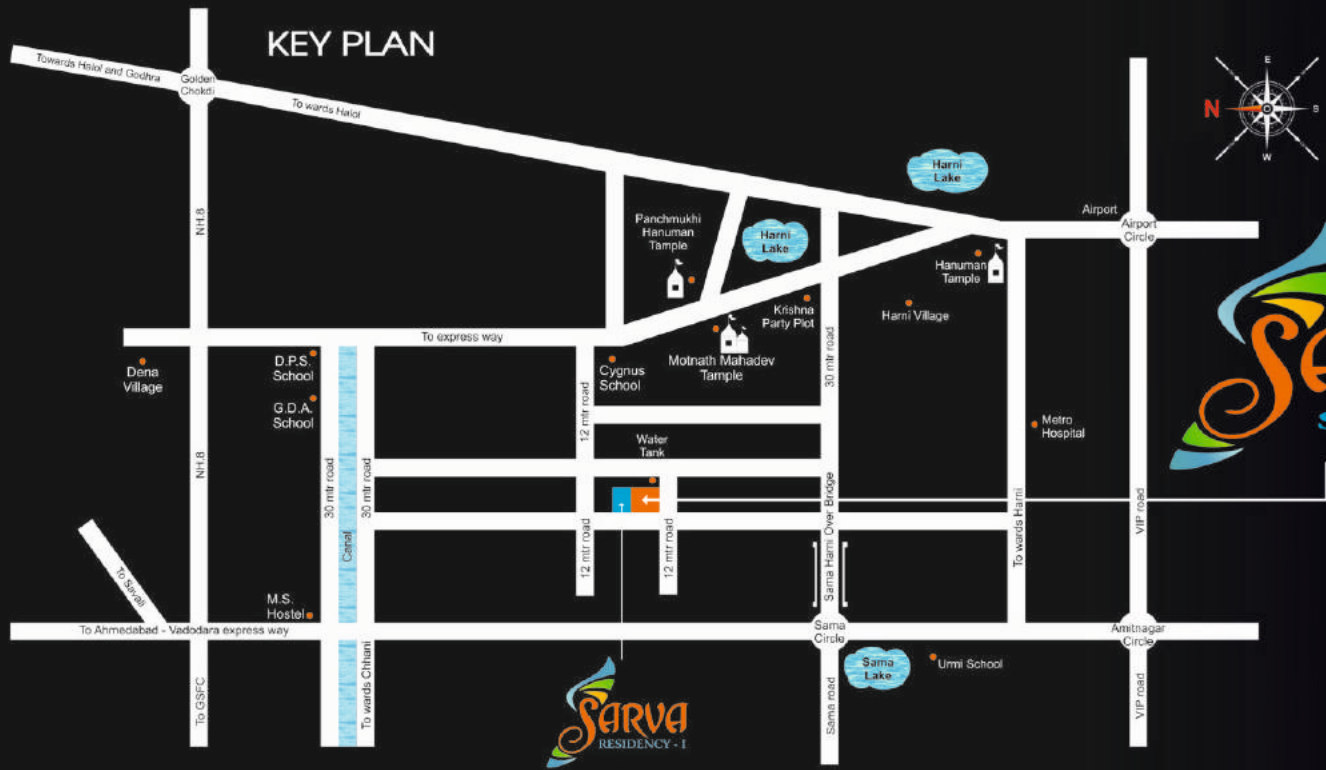 KEY PLAN
Towards Halol and Godhra
Golden
Chokdi
To wards Halol
E
N
S
W
Harni
Lake
Airport
Airport
Circle
Panchmukhi
Hanuman
Tample
Harni
Lake
Hanuman
Tample
NH.8
Krishna
Party Plot
Harni Village
To express way
Dena
Village
D.P.S.
School
G.D.A.
School
Cygnus
School
Motnath Mahadev
Tample
30 mtr road
12 mtr road
Metro
Hospital
Water
Tank
NH.8
30 mtr road
30 mtr road
Canal
12 mtr road
12 mtr road
Sama Harni Over Bridge
To wards Harni
VIP road
To Savali
M.S.
Hostel
To Ahmedabad - Vadodara express way
Sama
Circle
Amitnagar
Circle
Sama
Lake
Urmi School
To GSFC
To wards Chhani
Sama road
VIP road
SARVA
RESIDENCY - 1